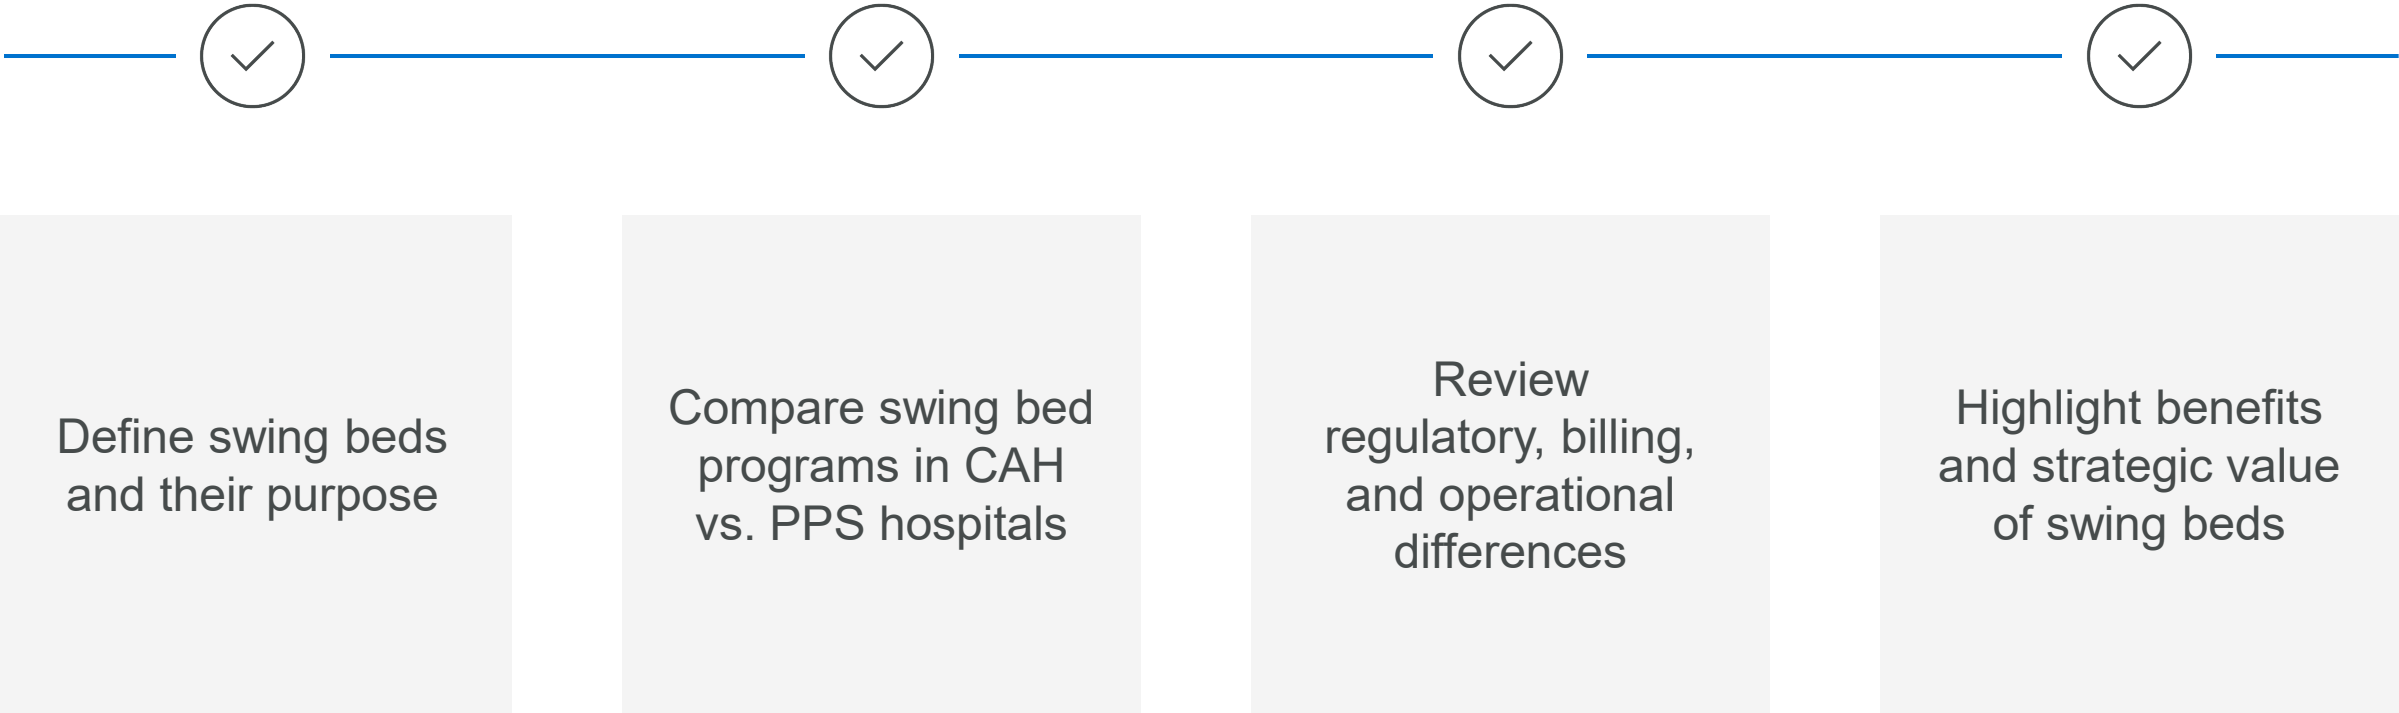 Define swing beds
and their purpose
Compare swing bed
programs in CAH
vs. PPS hospitals
Review
regulatory, billing,
and operational
differences
Highlight benefits
and strategic value
of swing beds